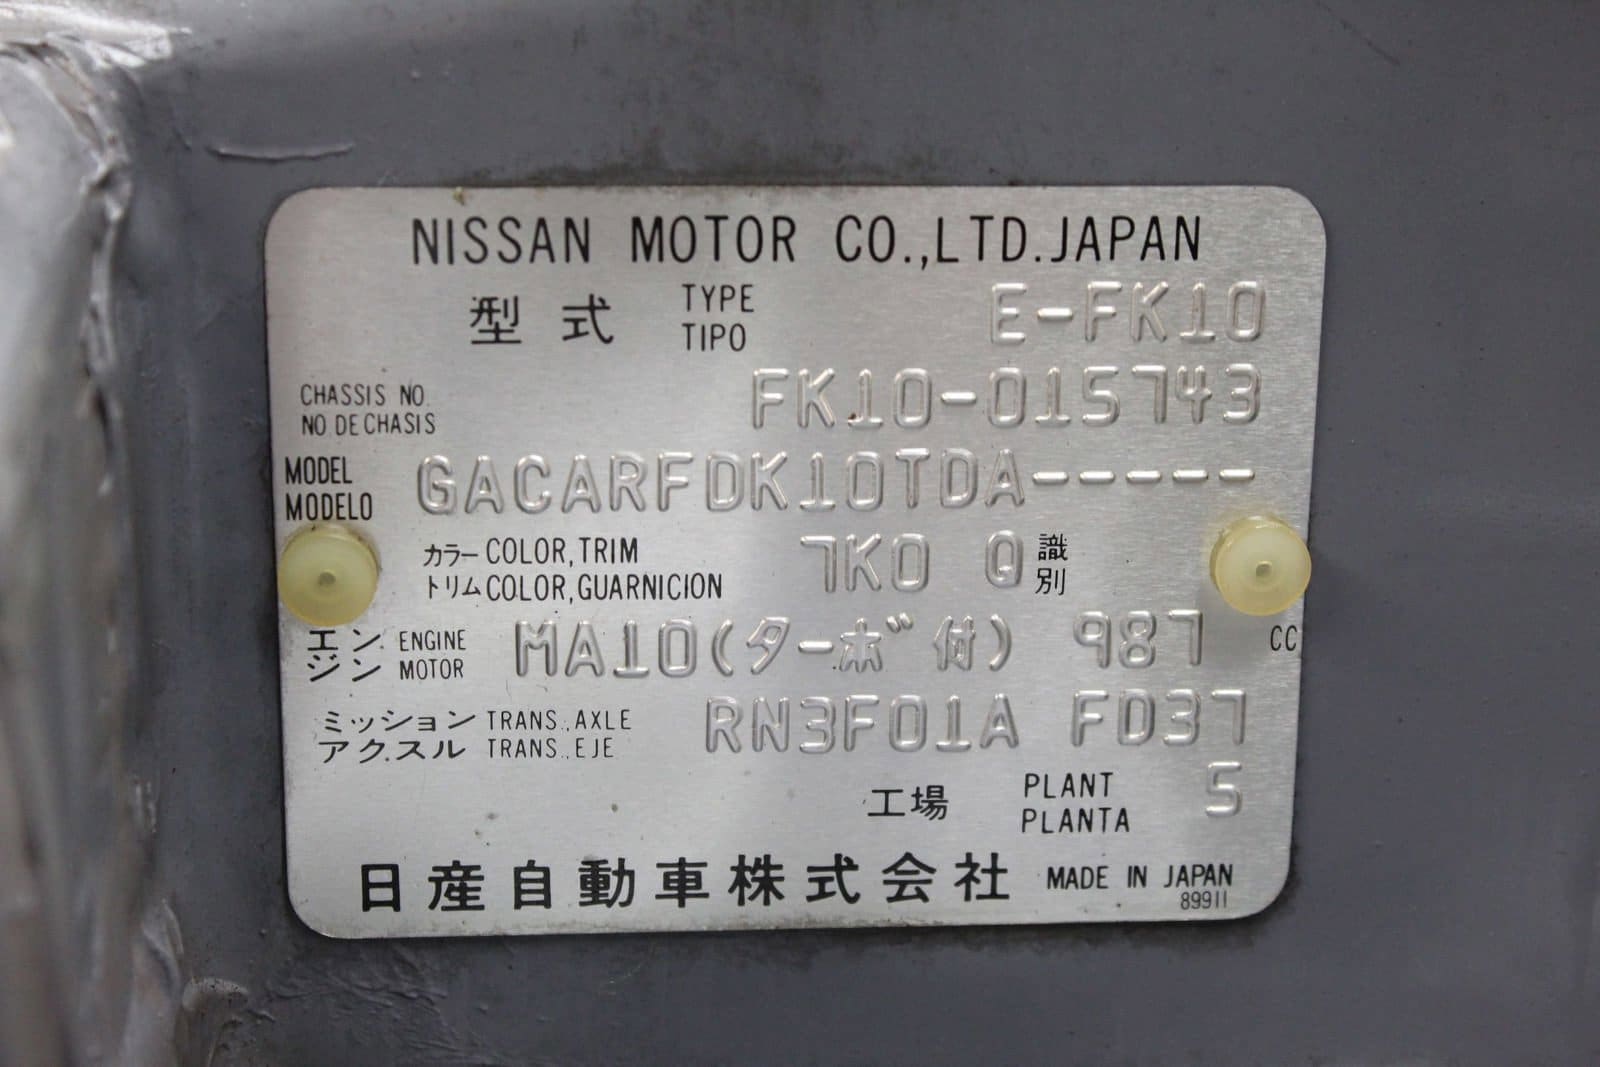 NISSAN MOTOR CO.,LTD.JAPAN
型式 TYPE E-FK10
TIPO
CHASSIS NO. FK10-015743
NO.DE CHASIS
MODEL GACARFDK10TDA-----
MODELO
カラー COLOR,TRIM 7K0 Q 識別
トリム COLOR,GUARNICION
エンジン ENGINE MA10(ターボ付) 987 CC
MOTOR
ミッション TRANS.,AXLE RN3F01A FD37
アクスル TRANS.,EJE
工場 PLANT S
PLANTA
日産自動車株式会社 MADE IN JAPAN
89911